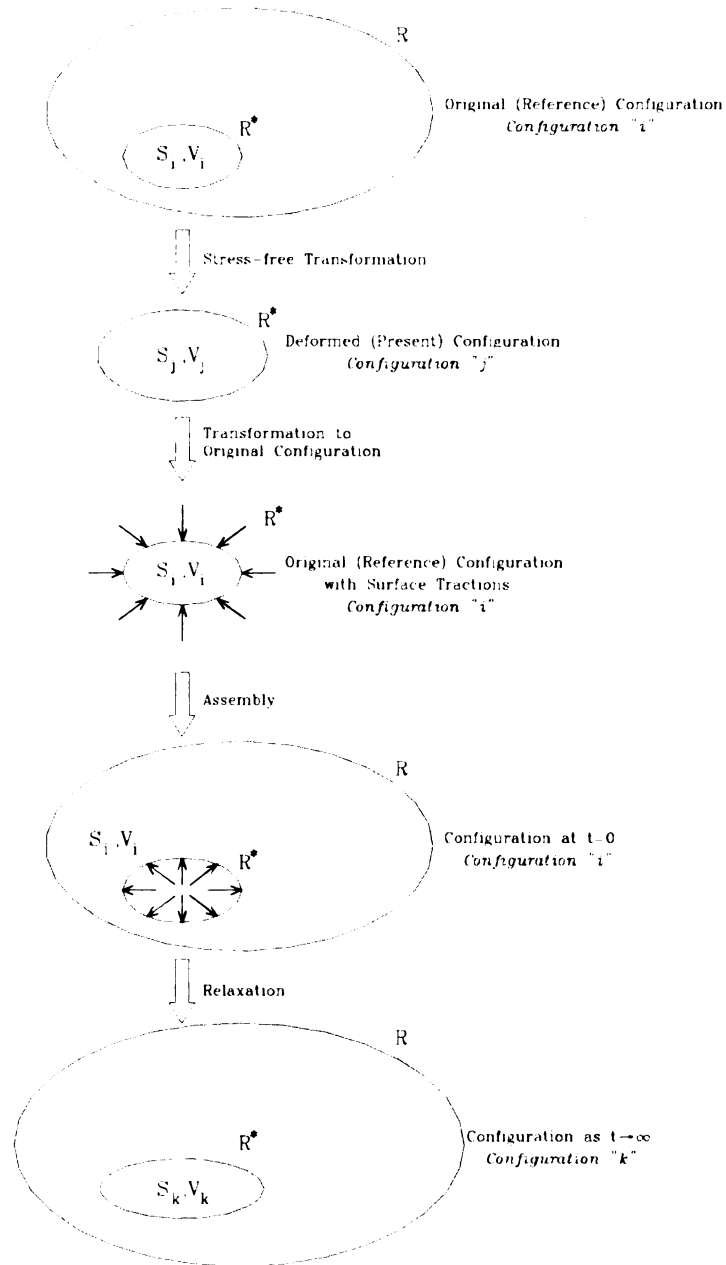 R
Original (Reference) Configuration
Configuration "i"
R*
S_i, V_i
Stress-free Transformation
R*
Deformed (Present) Configuration
Configuration "j"
S_j, V_j
Transformation to
Original Configuration
R*
S_i, V_i
Original (Reference) Configuration
with Surface Tractions
Configuration "i"
Assembly
R
S_i, V_i
R*
Configuration at t=0
Configuration "i"
Relaxation
R
R*
Configuration as t→∞
Configuration "k"
S_k, V_k